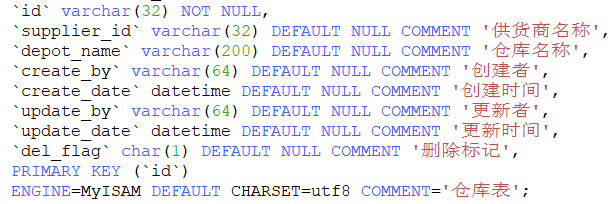 `id` varchar(32) NOT NULL,
`supplier_id` varchar(32) DEFAULT NULL COMMENT '供货商名称',
`depot_name` varchar(200) DEFAULT NULL COMMENT '仓库名称',
`create_by` varchar(64) DEFAULT NULL COMMENT '创建者',
`create_date` datetime DEFAULT NULL COMMENT '创建时间',
`update_by` varchar(64) DEFAULT NULL COMMENT '更新者',
`update_date` datetime DEFAULT NULL COMMENT '更新时间',
`del_flag` char(1) DEFAULT NULL COMMENT '删除标记',
PRIMARY KEY (`id`)
ENGINE=MyISAM DEFAULT CHARSET=utf8 COMMENT='仓库表';